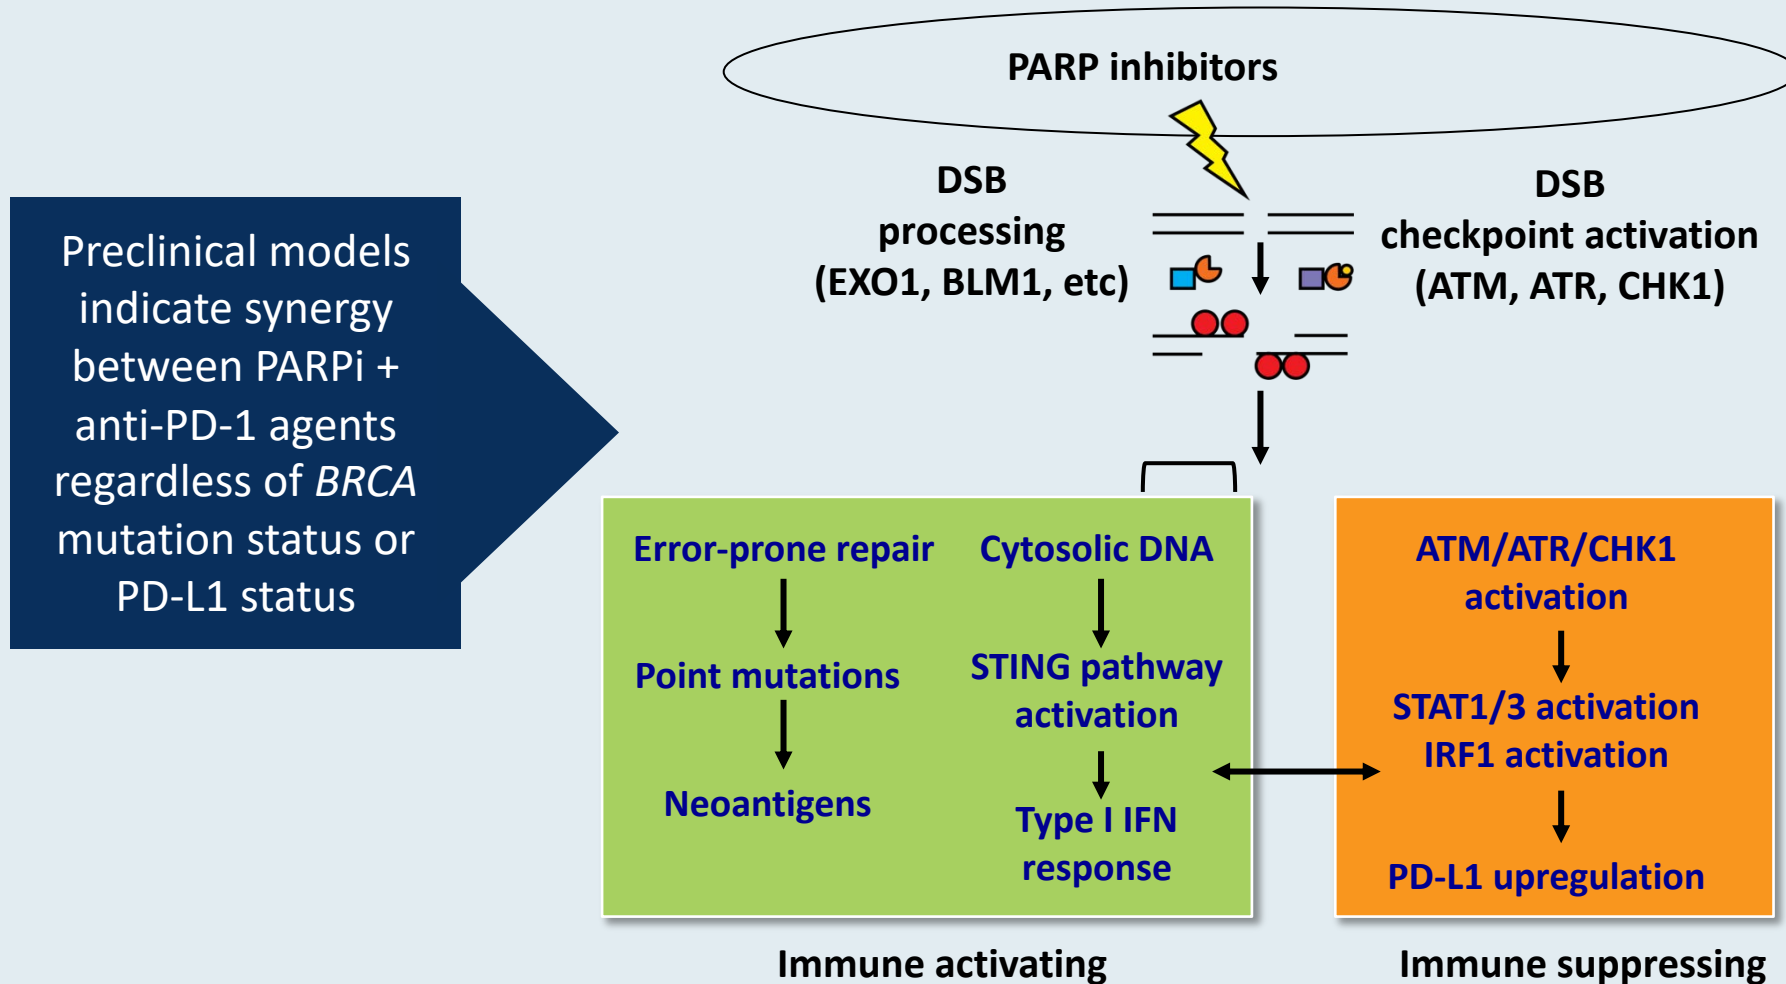 PARP inhibitors
DSB
processing
(EXO1, BLM1, etc)
DSB
checkpoint activation
(ATM, ATR, CHK1)
Preclinical models
indicate synergy
between PARPi +
anti-PD-1 agents
regardless of BRCA
mutation status or
PD-L1 status
Error-prone repair
Point mutations
Neoantigens
Cytosolic DNA
STING pathway
activation
Type I IFN
response
ATM/ATR/CHK1
activation
STAT1/3 activation
IRF1 activation
PD-L1 upregulation
Immune activating
Immune suppressing